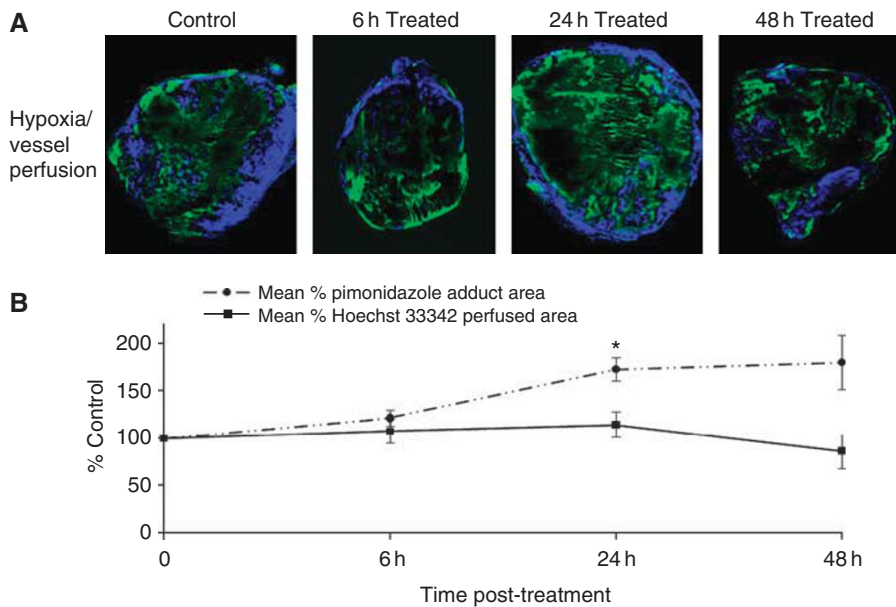 A
Control
6 h Treated
24 h Treated
48 h Treated
Hypoxia/
vessel
perfusion
B
Mean % pimonidazole adduct area
Mean % Hoechst 33342 perfused area
% Control
200
150
100
50
0
*
0
6 h
24 h
48 h
Time post-treatment